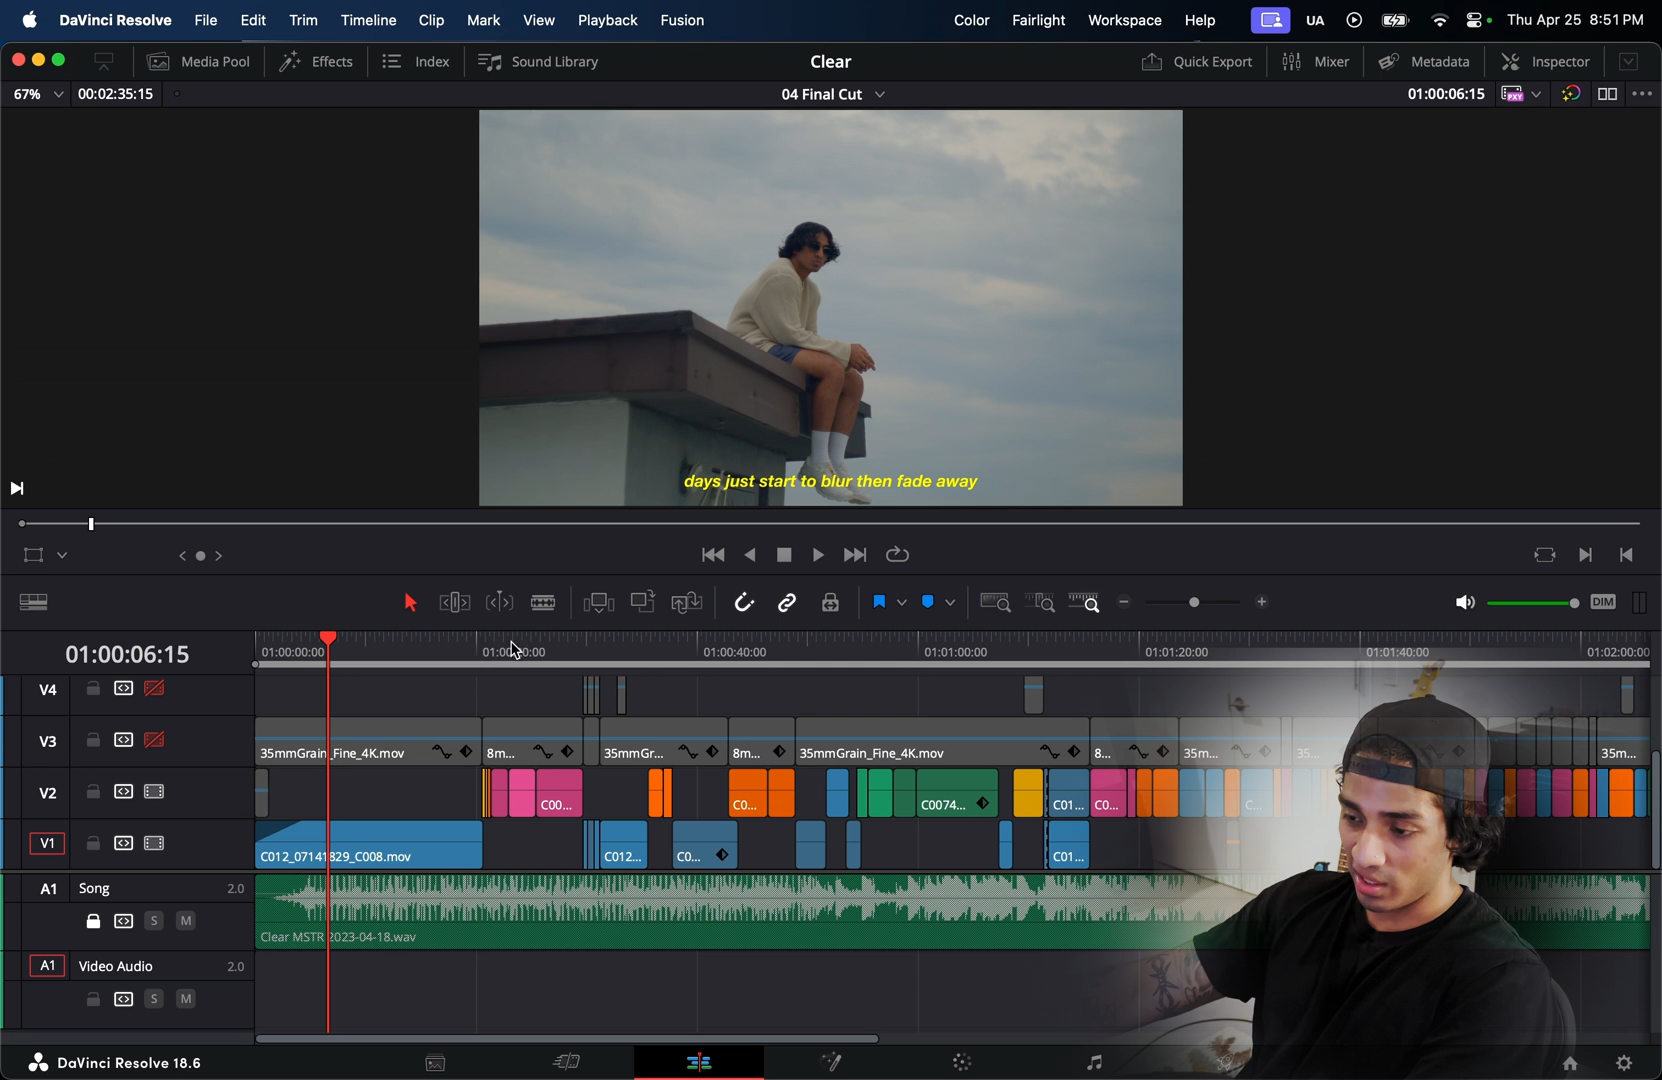 DaVinci Resolve File Edit Trim Timeline Clip Mark View Playback Fusion Color Fairlight Workspace Help UA Thu Apr 25 8:51 PM
Media Pool Effects Index Sound Library Clear Quick Export Mixer Metadata Inspector
67% 00:02:35:15 04 Final Cut 01:00:06:15 PXY
days just start to blur then fade away
DIM
01:00:06:15 01:00:00:00 01:00:40:00 01:01:00:00 01:01:20:00 01:01:40:00 01:02:00:00
V4
V3 35mmGrain_Fine_4K.mov 8m... 35mmGr... 8m... 35mmGrain_Fine_4K.mov 8... 35m... 35... 35m...
V2 C00... C0... C0074... C01... C0... C...
V1 C012_07141829_C008.mov C012... C0... C01...
A1 Song 2.0
S M
Clear MSTR 2023-04-18.wav
A1 Video Audio 2.0
S M
DaVinci Resolve 18.6